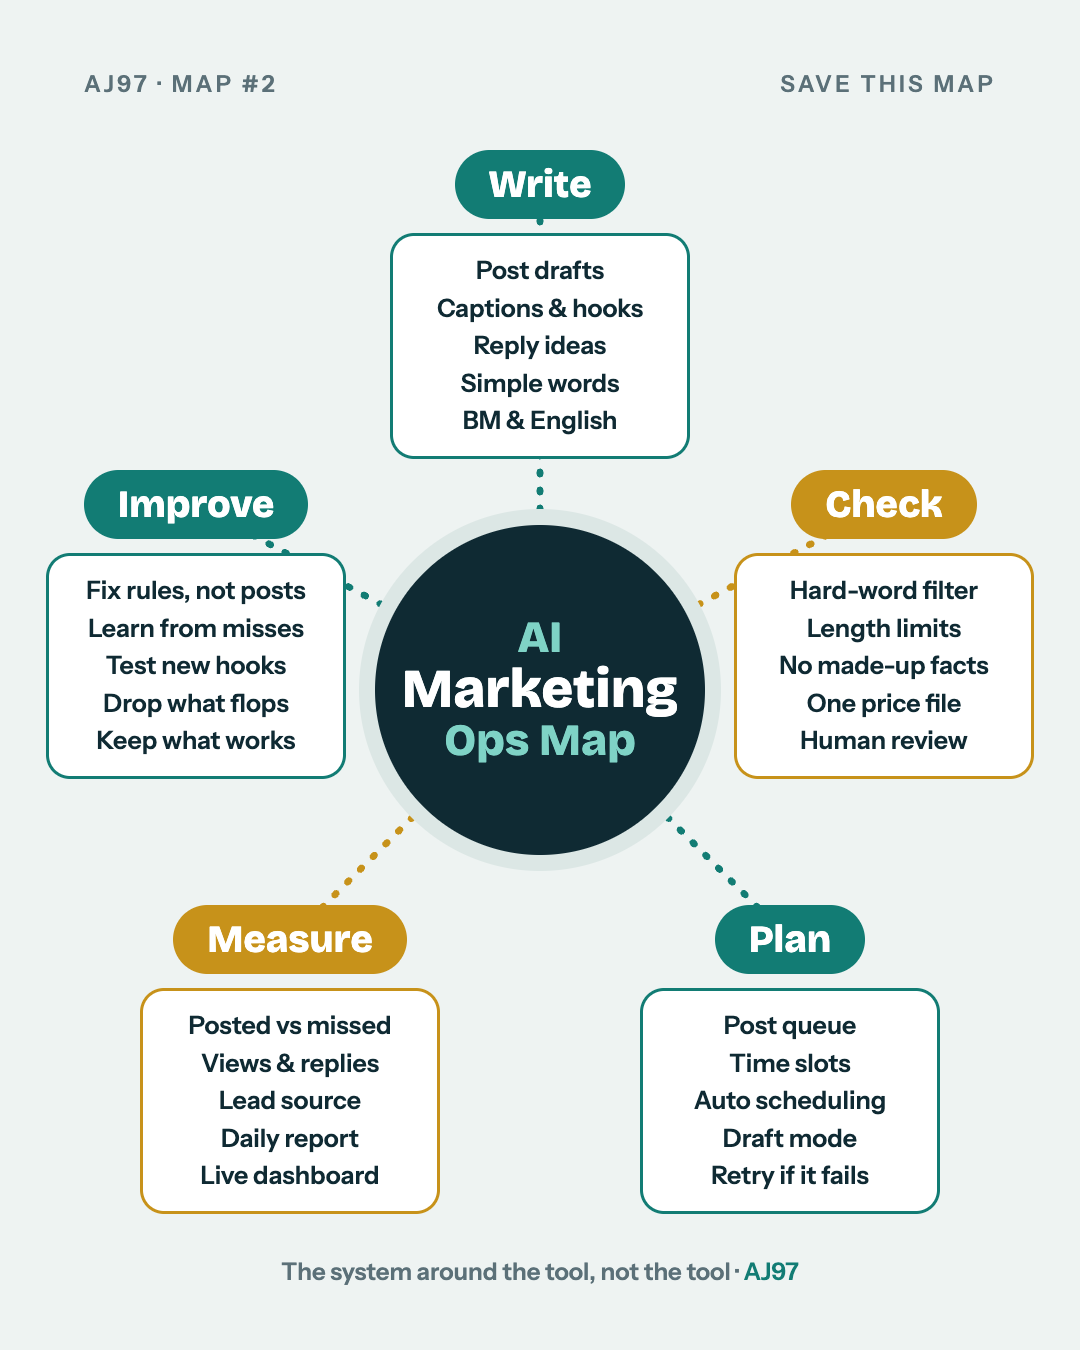 AJ97 · MAP #2
SAVE THIS MAP
Write
Post drafts
Captions & hooks
Reply ideas
Simple words
BM & English
Improve
Fix rules, not posts
Learn from misses
Test new hooks
Drop what flops
Keep what works
AI
Marketing
Ops Map
Check
Hard-word filter
Length limits
No made-up facts
One price file
Human review
Measure
Posted vs missed
Views & replies
Lead source
Daily report
Live dashboard
Plan
Post queue
Time slots
Auto scheduling
Draft mode
Retry if it fails
The system around the tool, not the tool · AJ97